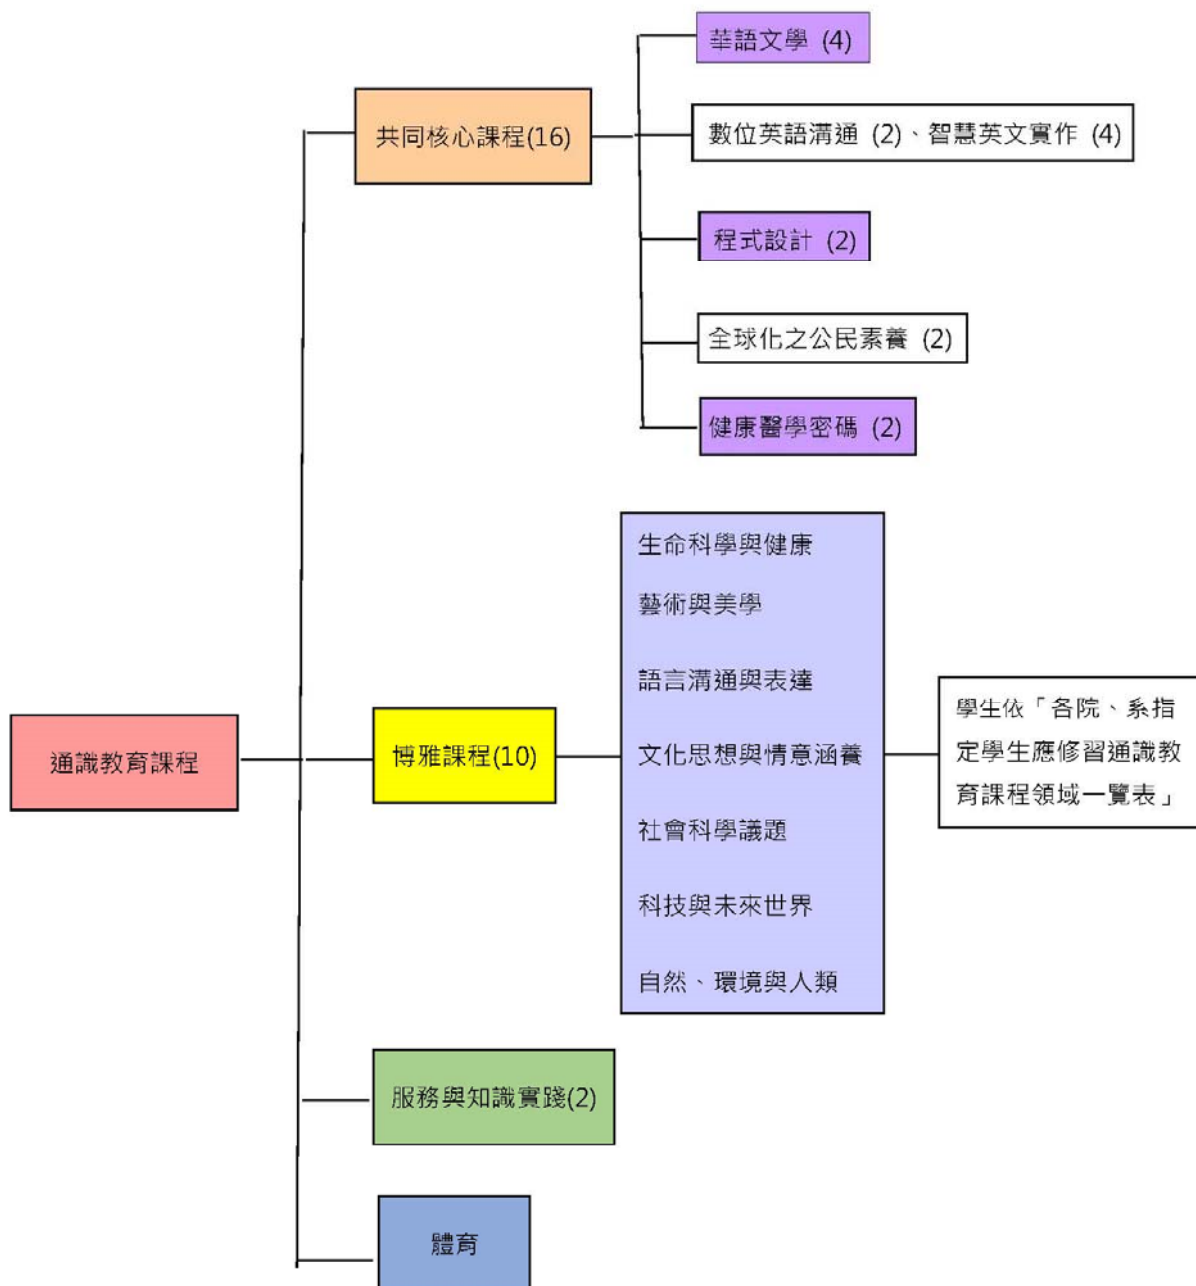 通識教育課程
共同核心課程(16)
華語文學 (4)
數位英語溝通 (2)、智慧英文實作 (4)
程式設計 (2)
全球化之公民素養 (2)
健康醫學密碼 (2)
博雅課程(10)
生命科學與健康
藝術與美學
語言溝通與表達
文化思想與情意涵養
社會科學議題
科技與未來世界
自然、環境與人類
學生依「各院、系指
定學生應修習通識教
育課程領域一覽表」
服務與知識實踐(2)
體育